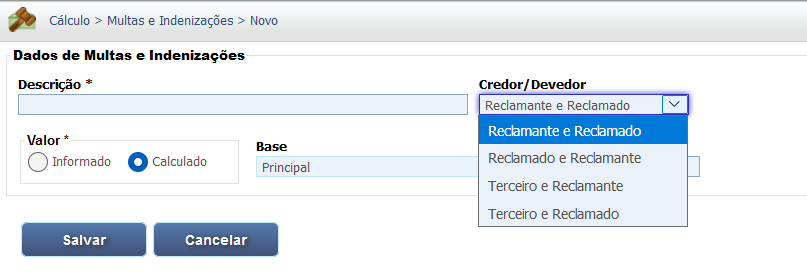 Cálculo > Multas e Indenizações > Novo
Dados de Multas e Indenizações
Descrição *
Credor/Devedor
Reclamante e Reclamado
Reclamante e Reclamado
Reclamado e Reclamante
Terceiro e Reclamante
Terceiro e Reclamado
Valor *
Informado
Calculado
Base
Principal
Salvar
Cancelar